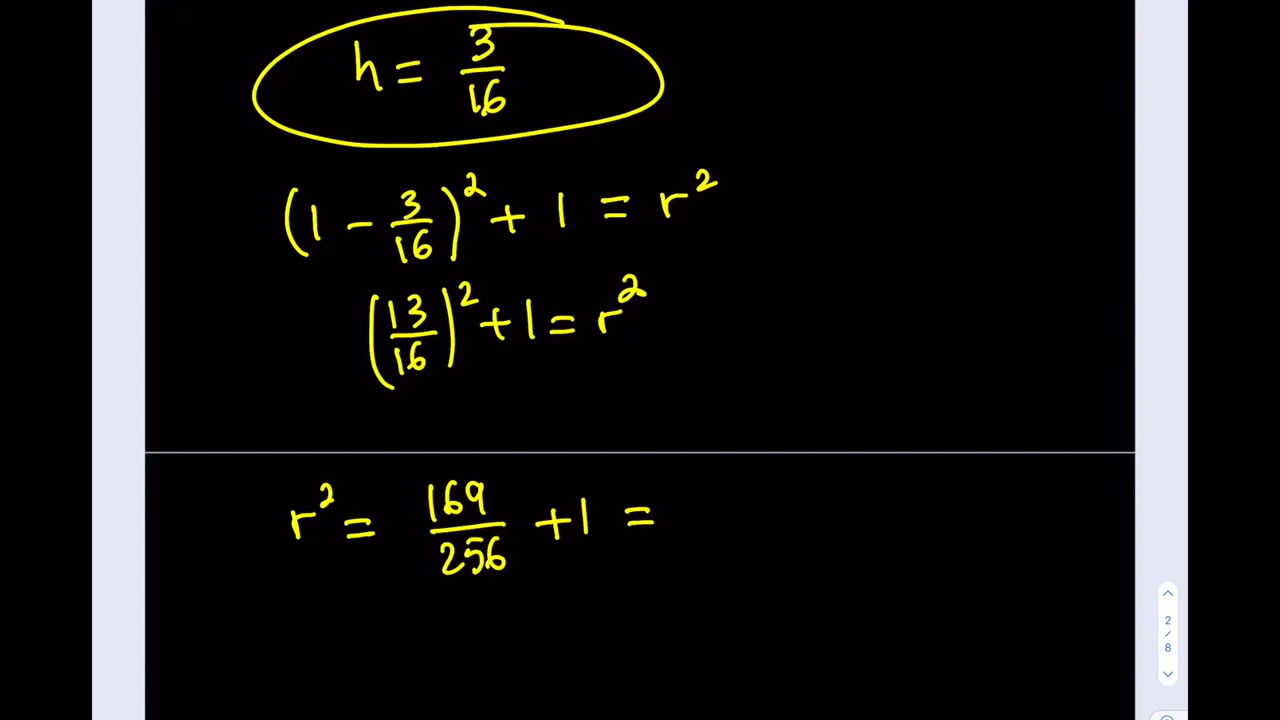 h = 3/16
(1 - 3/16)² + 1 = r²
(13/16)² + 1 = r²
r² = 169/256 + 1 =
2
/
8